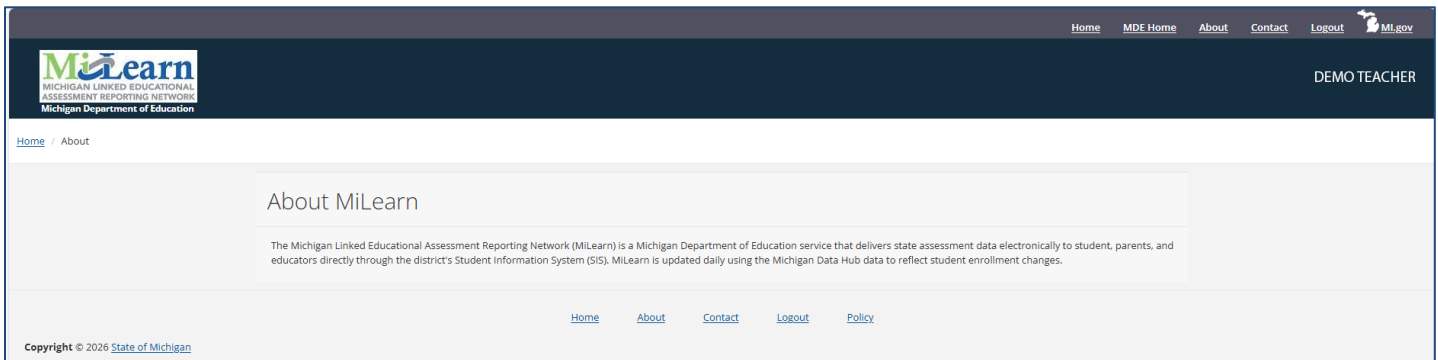 Home MDE Home About Contact Logout MI.gov
MiLearn
MICHIGAN LINKED EDUCATIONAL
ASSESSMENT REPORTING NETWORK
Michigan Department of Education
DEMO TEACHER
Home / About
About MiLearn
The Michigan Linked Educational Assessment Reporting Network (MiLearn) is a Michigan Department of Education service that delivers state assessment data electronically to student, parents, and
educators directly through the district's Student Information System (SIS). MiLearn is updated daily using the Michigan Data Hub data to reflect student enrollment changes.
Home About Contact Logout Policy
Copyright © 2026 State of Michigan